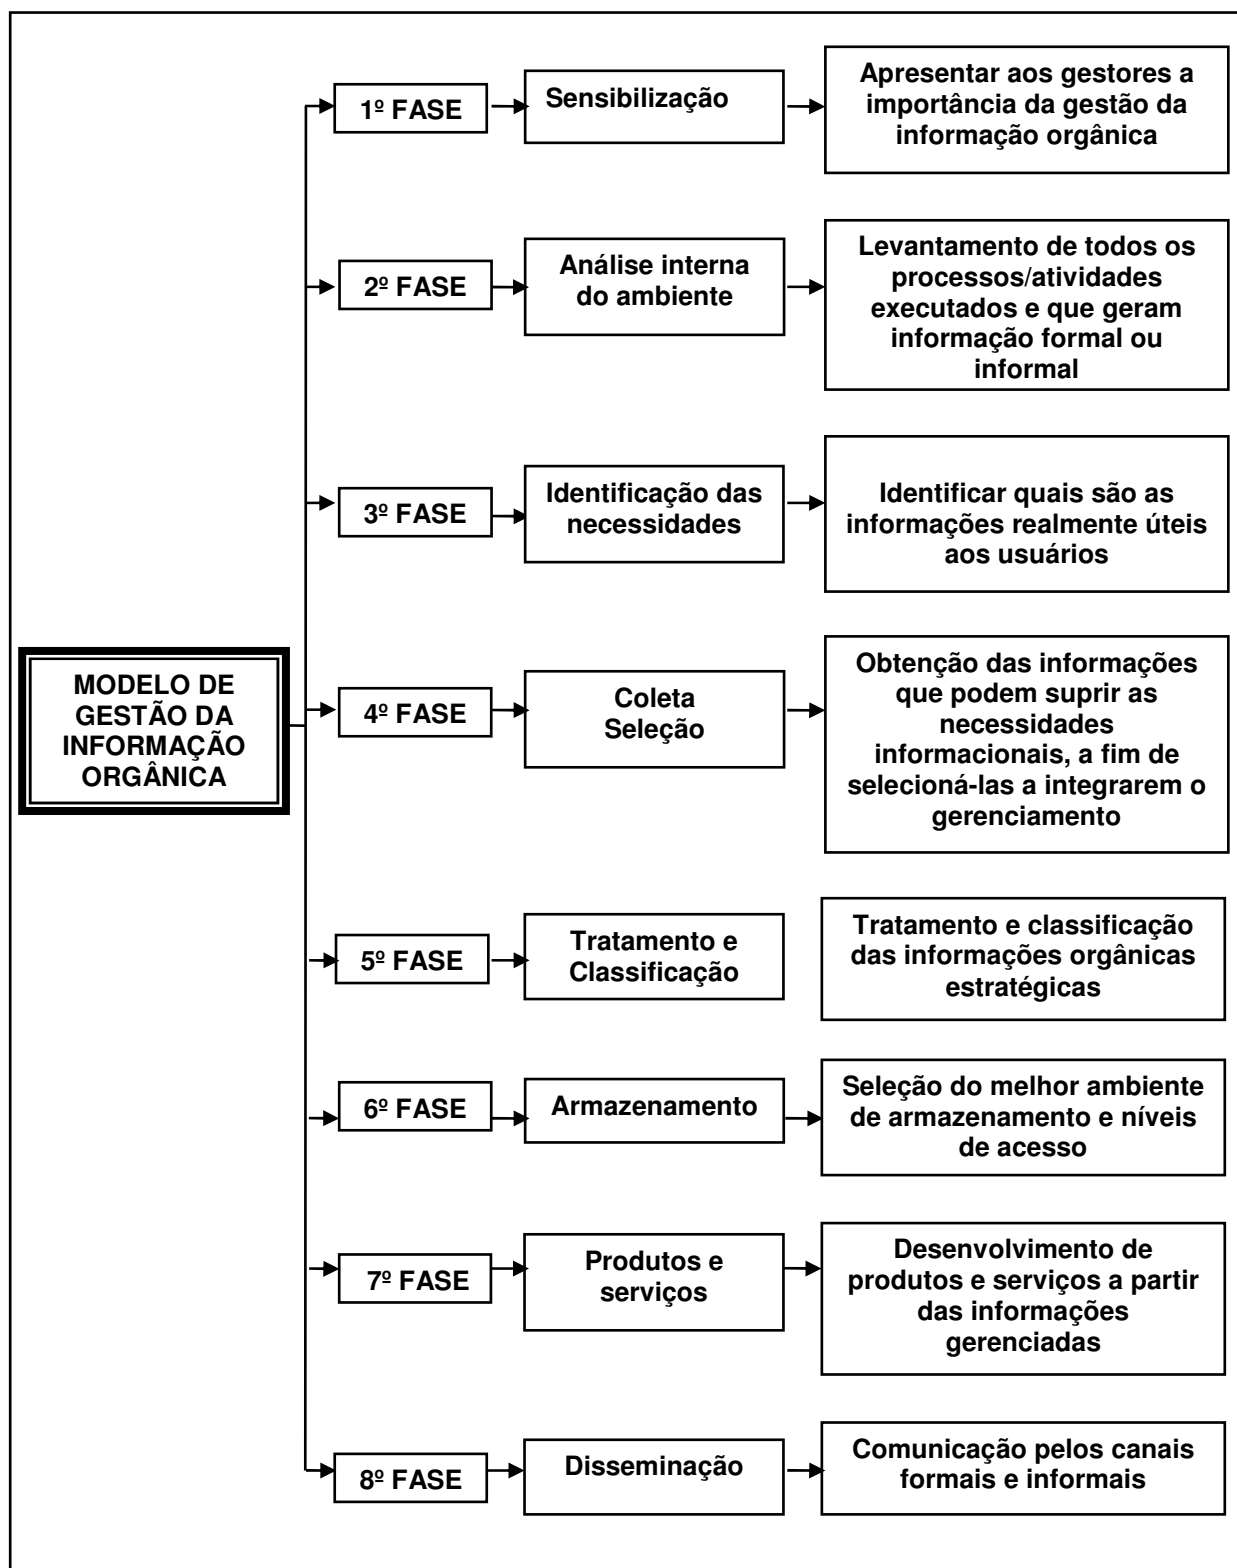 1º FASE
Sensibilização
Apresentar aos gestores a
importância da gestão da
informação orgânica
2º FASE
Análise interna
do ambiente
Levantamento de todos os
processos/atividades
executados e que geram
informação formal ou
informal
3º FASE
Identificação das
necessidades
Identificar quais são as
informações realmente úteis
aos usuários
MODELO DE
GESTÃO DA
INFORMAÇÃO
ORGÂNICA
4º FASE
Coleta
Seleção
Obtenção das informações
que podem suprir as
necessidades
informacionais, a fim de
selecioná-las a integrarem o
gerenciamento
5º FASE
Tratamento e
Classificação
Tratamento e classificação
das informações orgânicas
estratégicas
6º FASE
Armazenamento
Seleção do melhor ambiente
de armazenamento e níveis
de acesso
7º FASE
Produtos e
serviços
Desenvolvimento de
produtos e serviços a partir
das informações
gerenciadas
8º FASE
Disseminação
Comunicação pelos canais
formais e informais